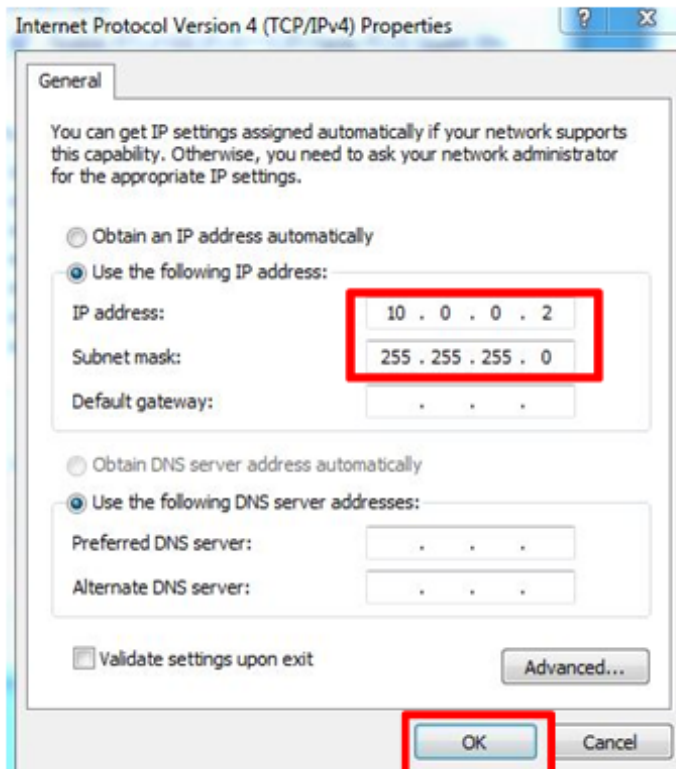 Internet Protocol Version 4 (TCP/IPv4) Properties
?
General
You can get IP settings assigned automatically if your network supports
this capability. Otherwise, you need to ask your network administrator
for the appropriate IP settings.
Obtain an IP address automatically
Use the following IP address:
IP address: 10 . 0 . 0 . 2
Subnet mask: 255 . 255 . 255 . 0
Default gateway: . . .
Obtain DNS server address automatically
Use the following DNS server addresses:
Preferred DNS server: . . .
Alternate DNS server: . . .
Validate settings upon exit
Advanced...
OK Cancel